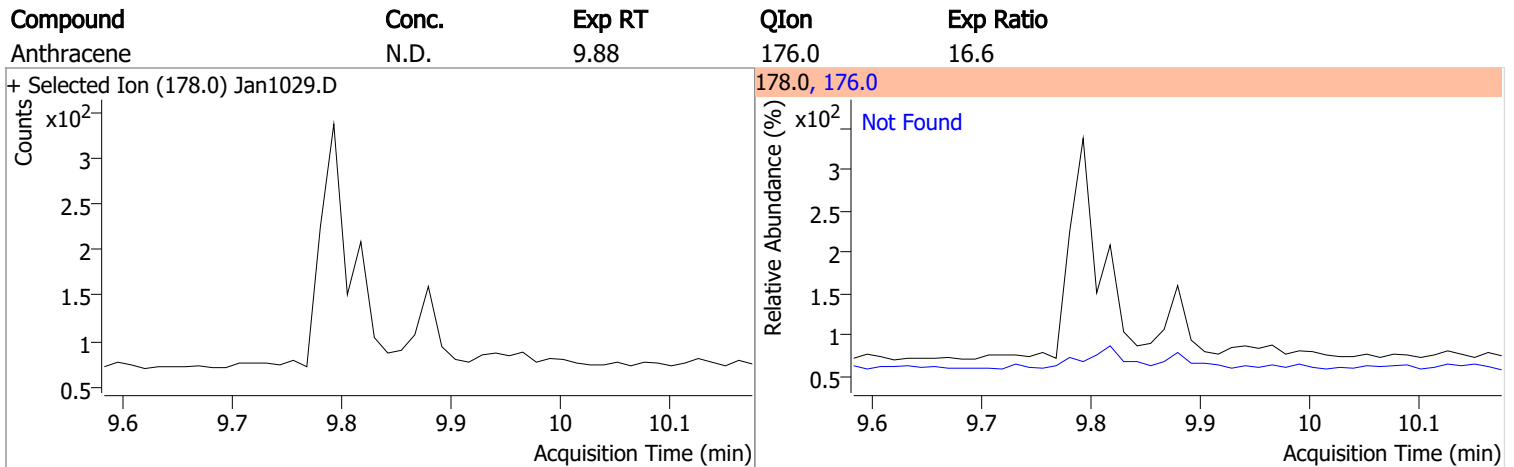 Compound Conc. Exp RT QIon Exp Ratio
Anthracene N.D. 9.88 176.0 16.6
+ Selected Ion (178.0) Jan1029.D
Counts
x10²
3
2.5
2
1.5
1
0.5
9.6 9.7 9.8 9.9 10 10.1
Acquisition Time (min)
178.0, 176.0
Relative Abundance (%)
x10²
Not Found
3
2.5
2
1.5
1
0.5
9.6 9.7 9.8 9.9 10 10.1
Acquisition Time (min)